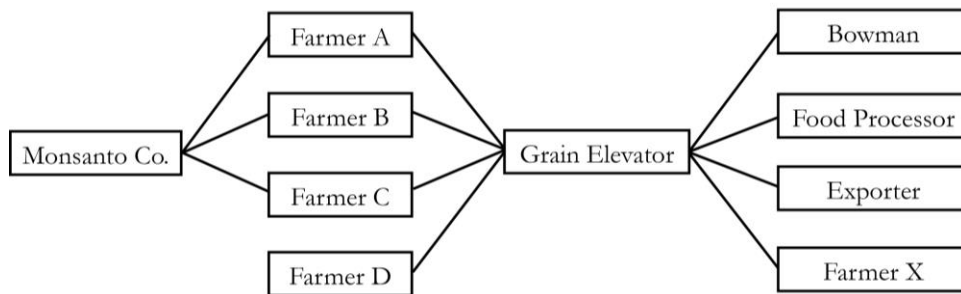 Monsanto Co.
Farmer A
Farmer B
Farmer C
Farmer D
Grain Elevator
Bowman
Food Processor
Exporter
Farmer X